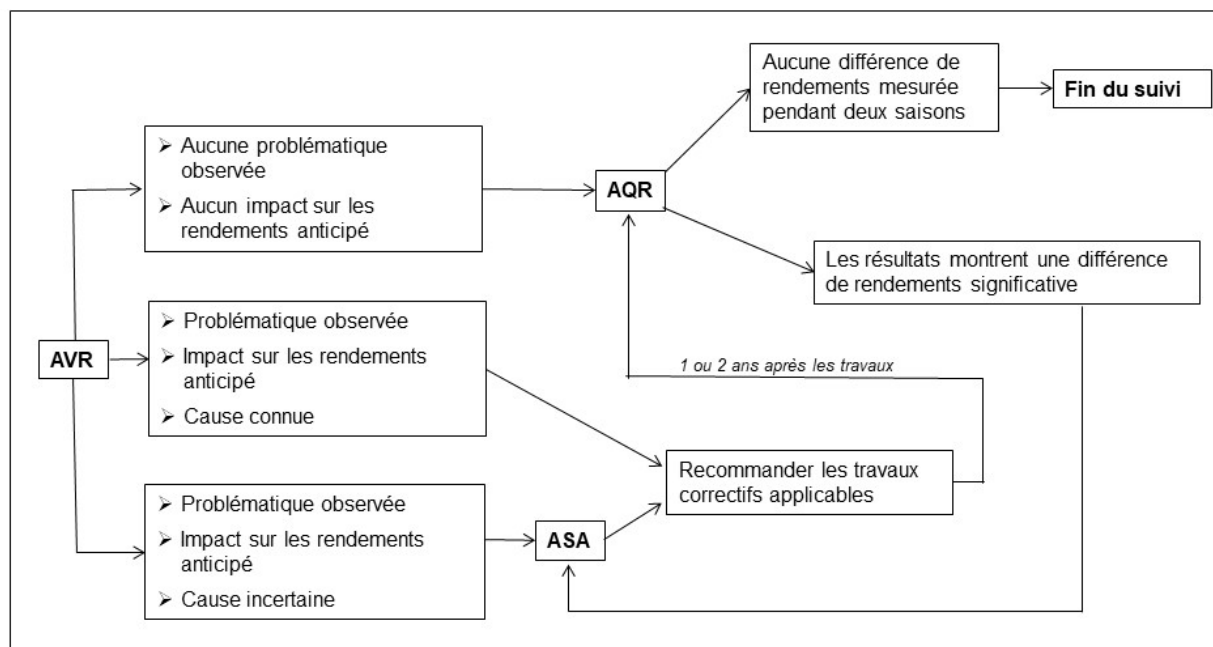 Aucune différence de
rendements mesurée
pendant deux saisons
Fin du suivi
➢ Aucune problématique
observée
➢ Aucun impact sur les
rendements anticipé
AQR
Les résultats montrent une différence
de rendements significative
AVR
➢ Problématique observée
➢ Impact sur les rendements
anticipé
➢ Cause connue
1 ou 2 ans après les travaux
Recommander les travaux
correctifs applicables
➢ Problématique observée
➢ Impact sur les rendements
anticipé
➢ Cause incertaine
ASA